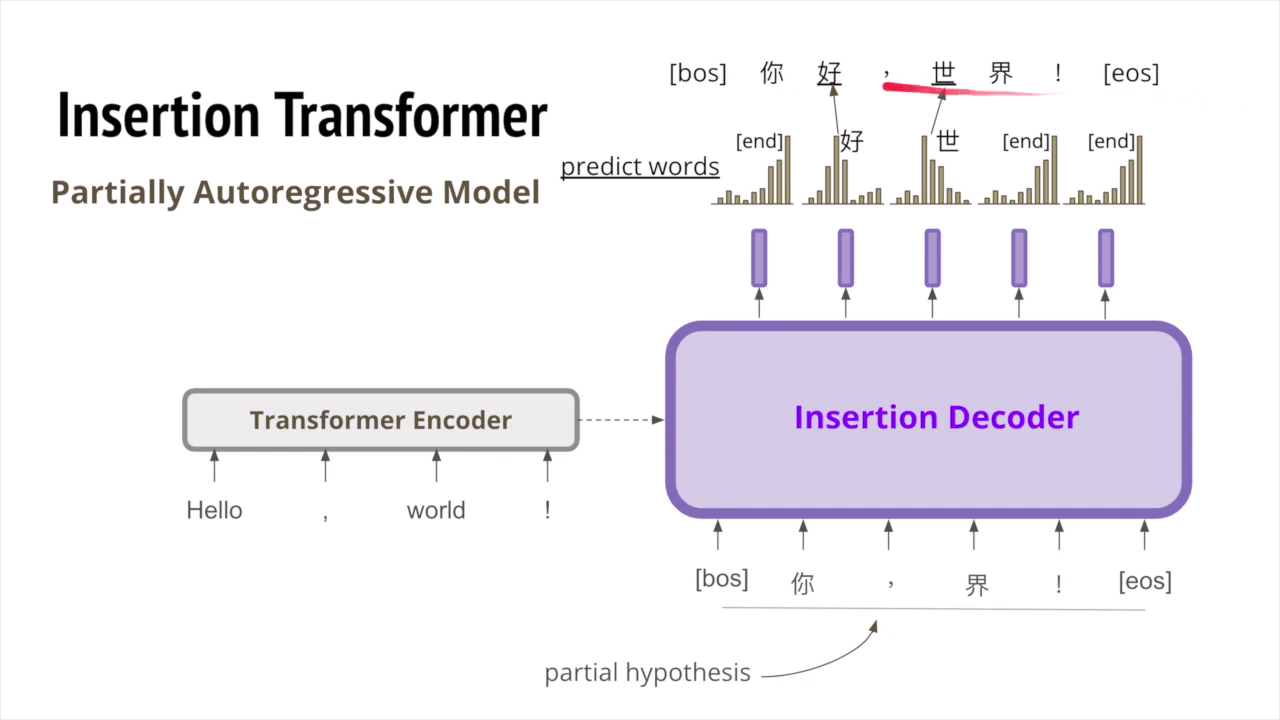 [bos] 你 好 , 世 界 ! [eos]
Insertion Transformer
Partially Autoregressive Model
predict words
[end] 好 世 [end] [end]
Transformer Encoder
Insertion Decoder
Hello , world !
[bos] 你 , 界 ! [eos]
partial hypothesis